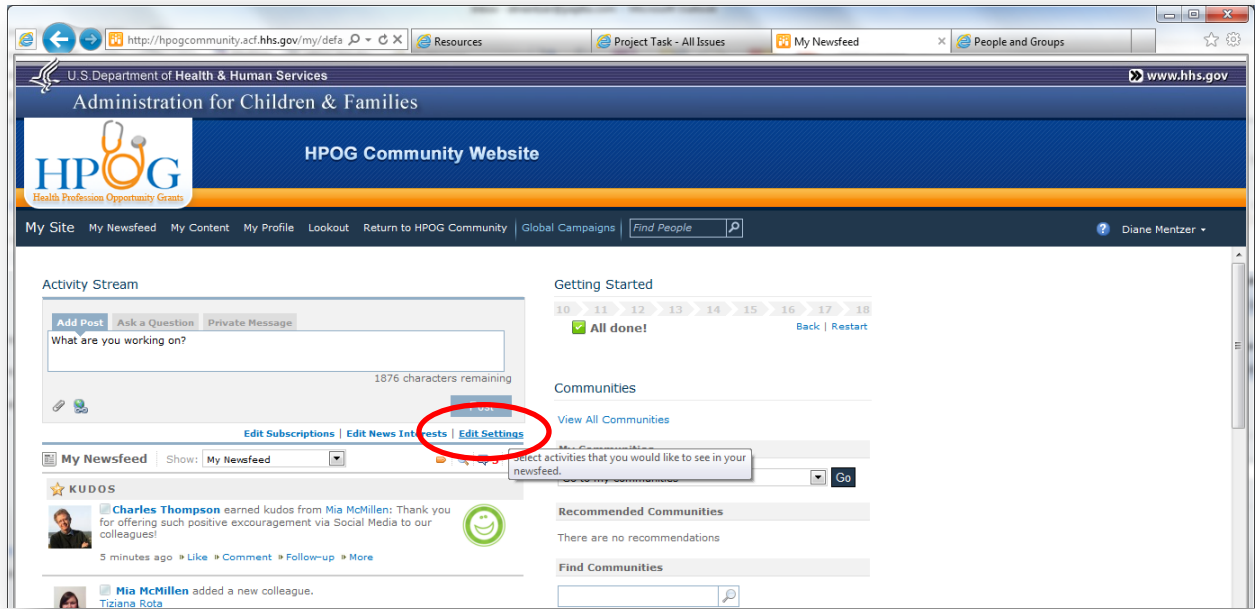 http://hpogcommunity.acf.hhs.gov/my/defa
Resources
Project Task - All Issues
My Newsfeed
People and Groups
U.S.Department of Health & Human Services
www.hhs.gov
Administration for Children & Families
HPOG
Health Profession Opportunity Grants
HPOG Community Website
My Site My Newsfeed My Content My Profile Lookout Return to HPOG Community Global Campaigns Find People
Diane Mentzer
Activity Stream
Add Post Ask a Question Private Message
What are you working on?
1876 characters remaining
Post
Edit Subscriptions | Edit News Interests | Edit Settings
My Newsfeed Show: My Newsfeed
KUDOS
Charles Thompson earned kudos from Mia McMillen: Thank you
for offering such positive excouragement via Social Media to our
colleagues!
5 minutes ago » Like » Comment » Follow-up » More
Mia McMillen added a new colleague.
Tiziana Rota
Getting Started
10 11 12 13 14 15 16 17 18
All done!
Back | Restart
Communities
View All Communities
My Communities
Select activities that you would like to see in your
newsfeed.
Go to my communities
Go
Recommended Communities
There are no recommendations
Find Communities